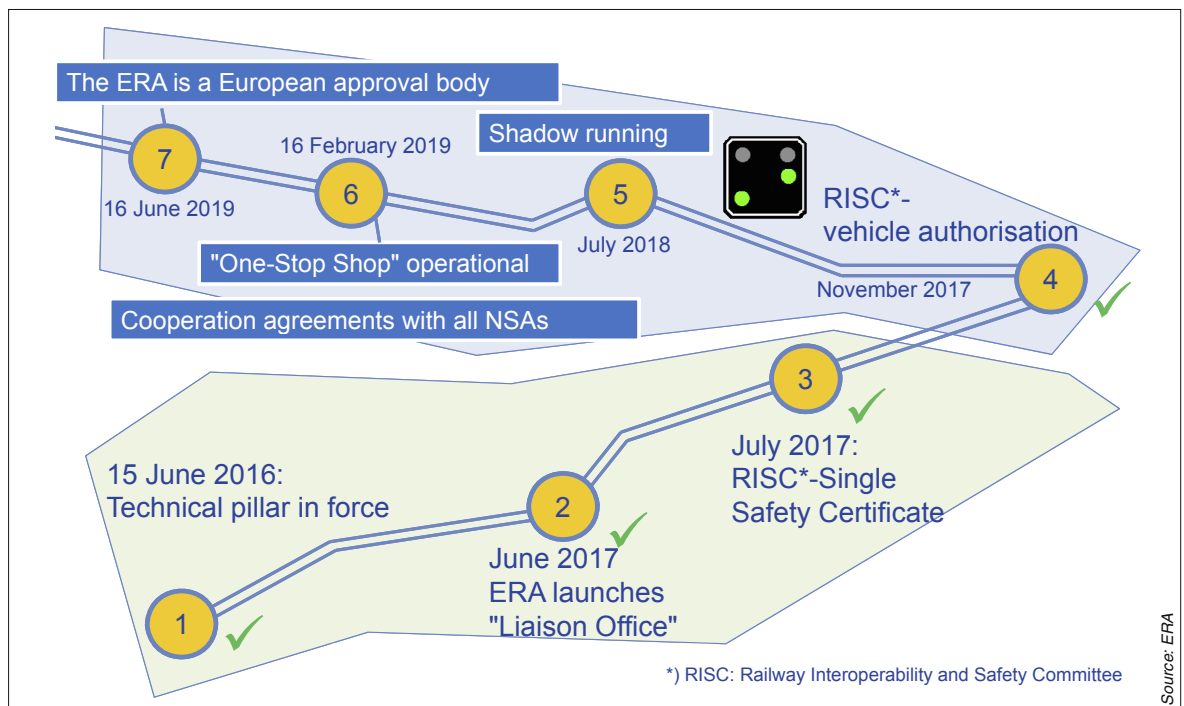 The ERA is a European approval body
7
16 June 2019
16 February 2019
6
"One-Stop Shop" operational
Cooperation agreements with all NSAs
Shadow running
5
July 2018
RISC*-
vehicle authorisation
November 2017
4
3
July 2017:
RISC*-Single
Safety Certificate
15 June 2016:
Technical pillar in force
1
2
June 2017
ERA launches
"Liaison Office"
*) RISC: Railway Interoperability and Safety Committee
Source: ERA